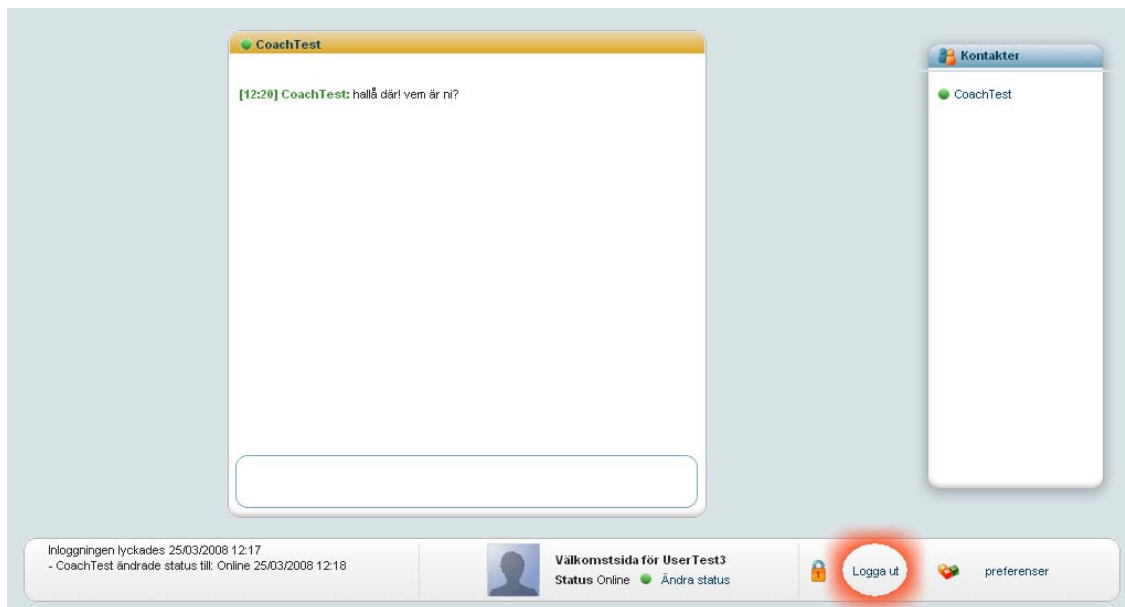 CoachTest
Kontakter
[12:20] CoachTest: hallå där! vem är ni?
CoachTest
Inloggningen lyckades 25/03/2008 12:17
- CoachTest ändrade status till: Online 25/03/2008 12:18
Välkomstsida för UserTest3
Status Online Ändra status
Logga ut
preferenser